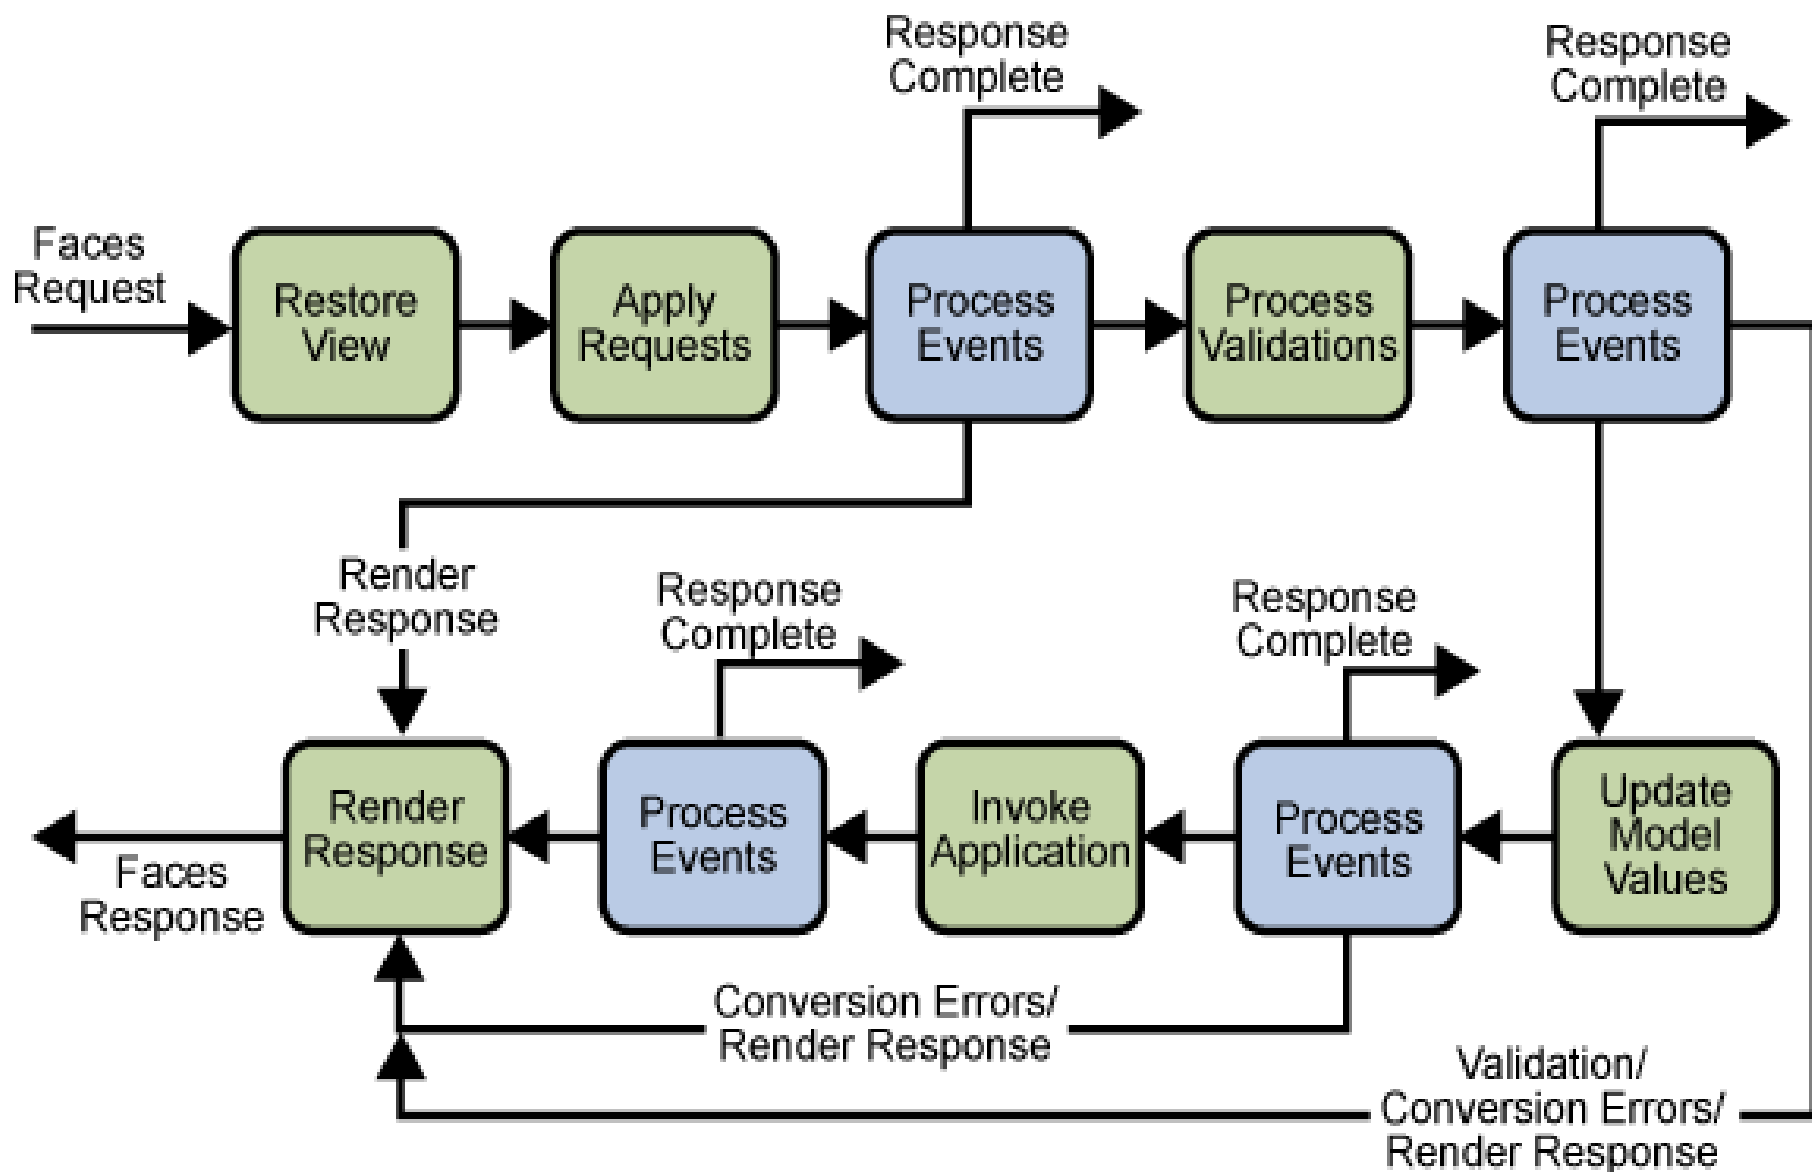 Response
Complete
Response
Complete
Faces
Request
Restore
View
Apply
Requests
Process
Events
Process
Validations
Process
Events
Render
Response
Response
Complete
Response
Complete
Render
Response
Process
Events
Invoke
Application
Process
Events
Update
Model
Values
Faces
Response
Conversion Errors/
Render Response
Validation/
Conversion Errors/
Render Response